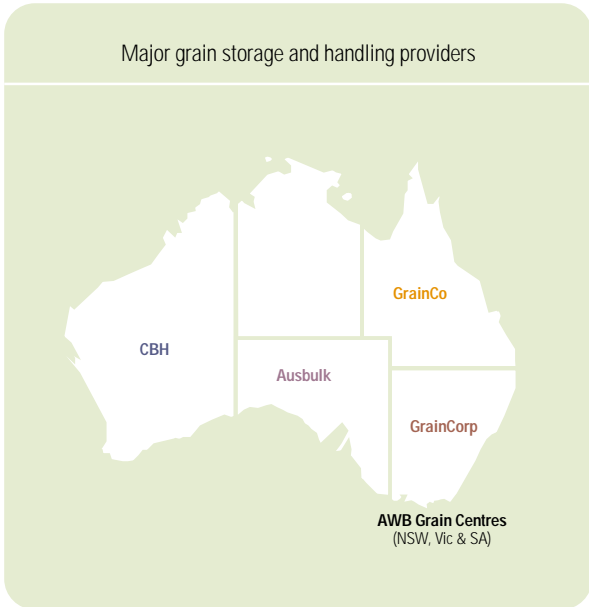 Major grain storage and handling providers
GrainCo
CBH
Ausbulk
GrainCorp
AWB Grain Centres
(NSW, Vic & SA)